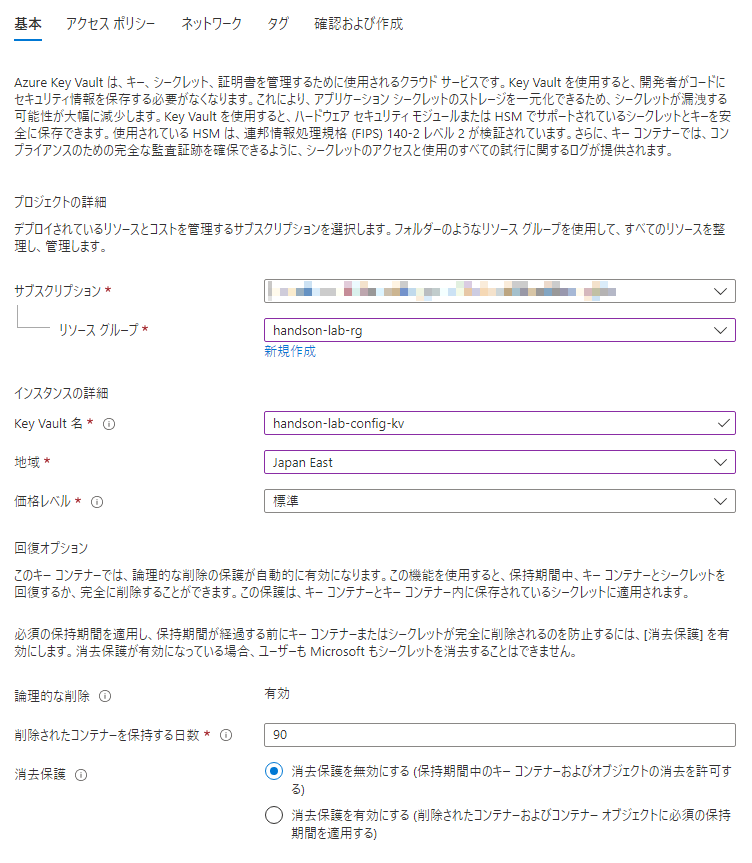 基本 アクセス ポリシー ネットワーク タグ 確認および作成
Azure Key Vault は、キー、シークレット、証明書を管理するために使用されるクラウド サービスです。Key Vault を使用すると、開発者がコードに
セキュリティ情報を保存する必要がなくなります。これにより、アプリケーション シークレットのストレージを一元化できるため、シークレットが漏洩する
可能性が大幅に減少します。Key Vault を使用すると、ハードウェア セキュリティ モジュールまたは HSM でサポートされているシークレットとキーを安
全に保存できます。使用されている HSM は、連邦情報処理規格 (FIPS) 140-2 レベル 2 が検証されています。さらに、キー コンテナーでは、コン
プライアンスのための完全な監査証跡を確保できるように、シークレットのアクセスと使用のすべての試行に関するログが提供されます。
プロジェクトの詳細
デプロイされているリソースとコストを管理するサブスクリプションを選択します。フォルダーのようなリソース グループを使用して、すべてのリソースを整
理し、管理します。
サブスクリプション *
リソース グループ * handson-lab-rg
新規作成
インスタンスの詳細
Key Vault 名 * handson-lab-config-kv
地域 * Japan East
価格レベル * 標準
回復オプション
このキー コンテナーでは、論理的な削除の保護が自動的に有効になります。この機能を使用すると、保持期間中、キー コンテナーとシークレットを
回復するか、完全に削除することができます。この保護は、キー コンテナーとキー コンテナー内に保存されているシークレットに適用されます。
必須の保持期間を適用し、保持期間が経過する前にキー コンテナーまたはシークレットが完全に削除されるのを防止するには、[消去保護] を有
効にします。消去保護が有効になっている場合、ユーザーも Microsoft もシークレットを消去することはできません。
論理的な削除 有効
削除されたコンテナーを保持する日数 * 90
消去保護 消去保護を無効にする (保持期間中のキー コンテナーおよびオブジェクトの消去を許可す
る)
消去保護を有効にする (削除されたコンテナーおよびコンテナー オブジェクトに必須の保持
期間を適用する)